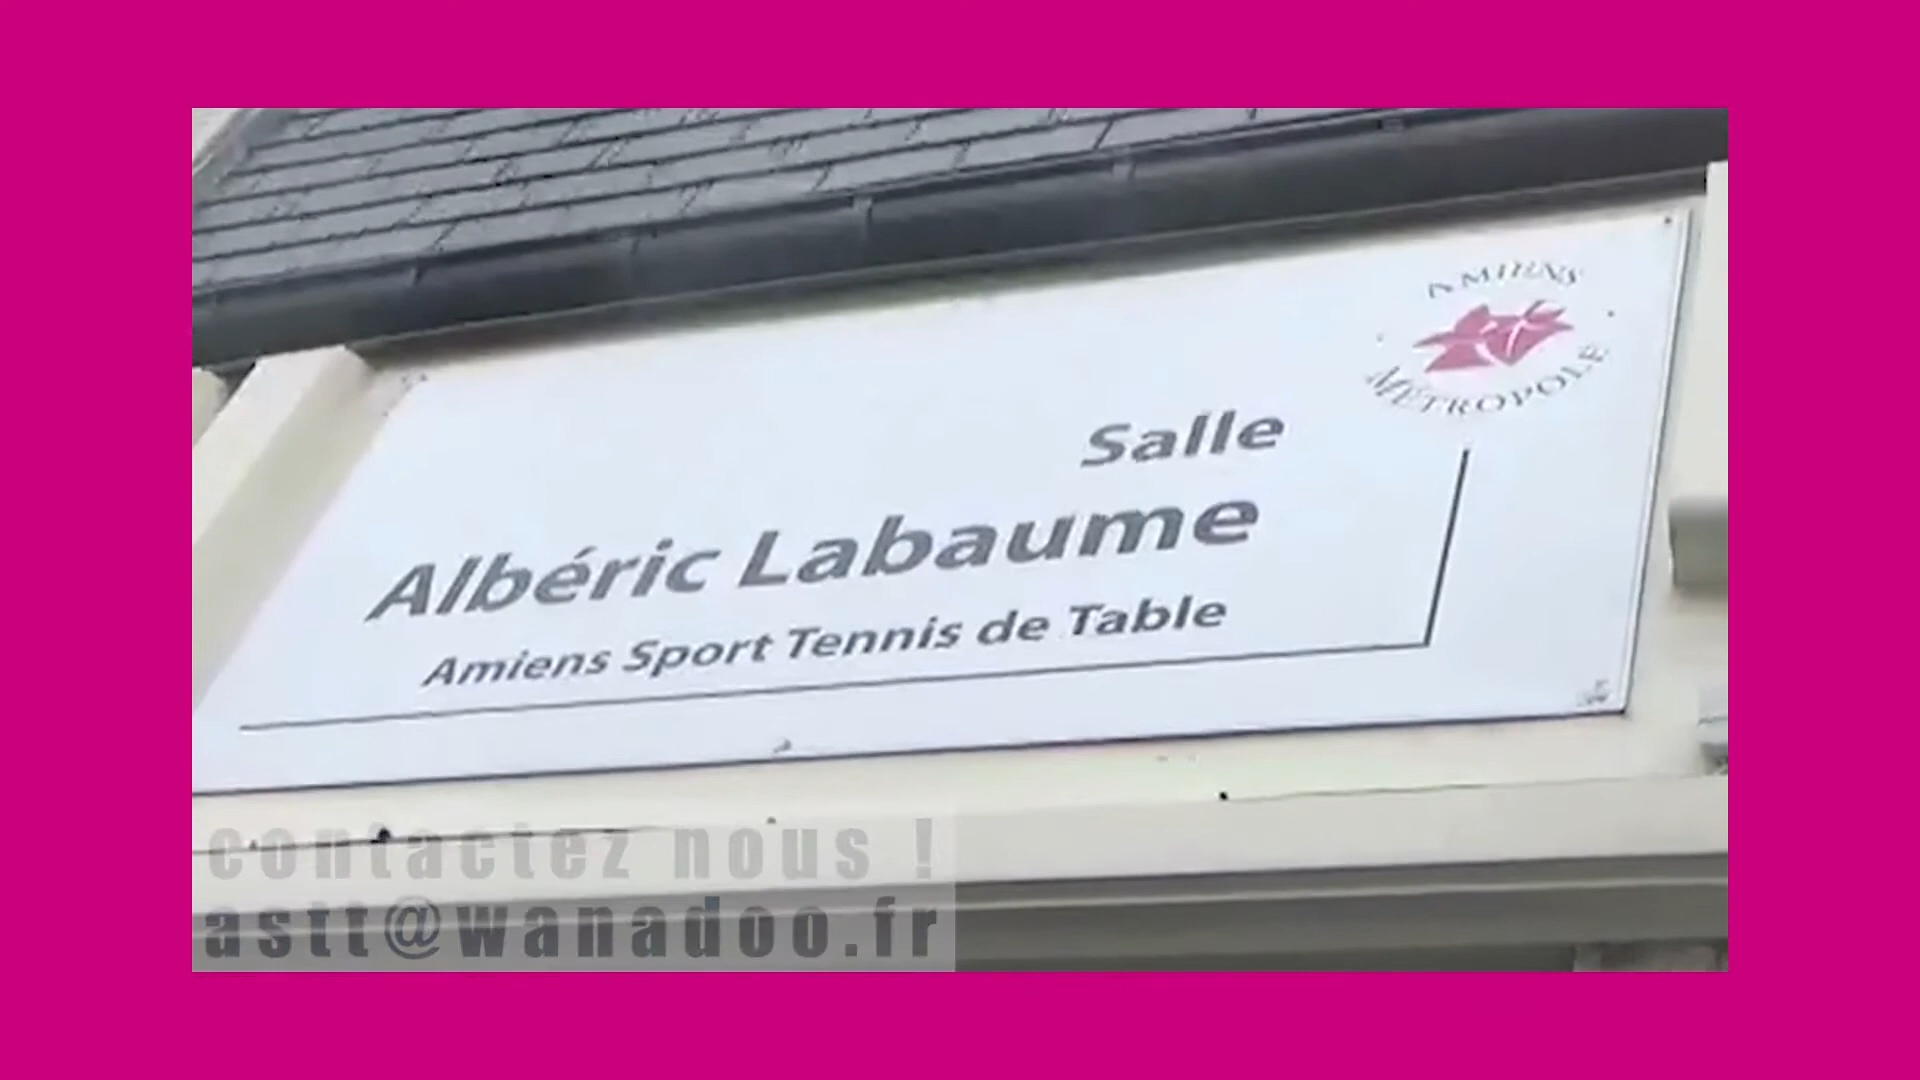 AMIENS
MÉTROPOLE
Salle
Albéric Labaume
Amiens Sport Tennis de Table
contactez nous !
astt@wanadoo.fr